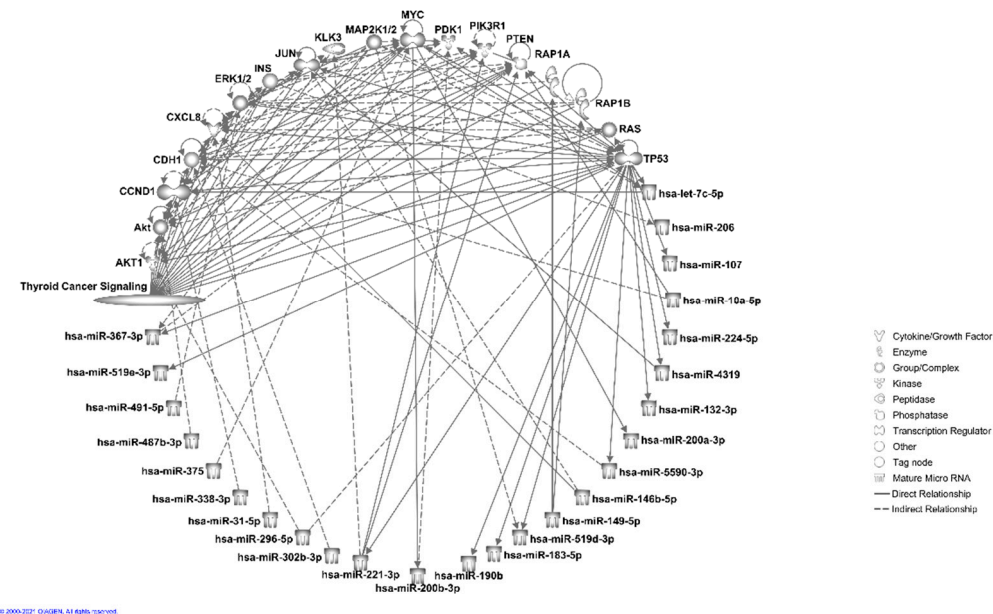 MYC
MAP2K1/2
PDK1
PIK3R1
KLK3
PTEN
JUN
RAP1A
INS
ERK1/2
RAP1B
CXCL8
RAS
CDH1
TP53
CCND1
hsa-let-7c-5p
Akt
hsa-miR-206
AKT1
hsa-miR-107
Thyroid Cancer Signaling
hsa-miR-10a-5p
hsa-miR-367-3p
hsa-miR-224-5p
hsa-miR-519e-3p
hsa-miR-4319
hsa-miR-491-5p
hsa-miR-132-3p
hsa-miR-487b-3p
hsa-miR-200a-3p
hsa-miR-375
hsa-miR-5590-3p
hsa-miR-338-3p
hsa-miR-146b-5p
hsa-miR-31-5p
hsa-miR-149-5p
hsa-miR-296-5p
hsa-miR-519d-3p
hsa-miR-302b-3p
hsa-miR-183-5p
hsa-miR-221-3p
hsa-miR-190b
hsa-miR-200b-3p
Cytokine/Growth Factor
Enzyme
Group/Complex
Kinase
Peptidase
Phosphatase
Transcription Regulator
Other
Tag node
Mature Micro RNA
Direct Relationship
Indirect Relationship
© 2000-2021 QIAGEN. All rights reserved.